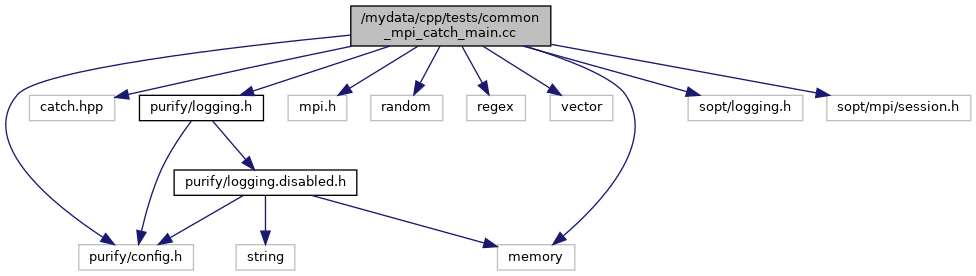 /mydata/cpp/tests/common
_mpi_catch_main.cc
catch.hpp
purify/logging.h
mpi.h
random
regex
vector
sopt/logging.h
sopt/mpi/session.h
purify/logging.disabled.h
purify/config.h
string
memory